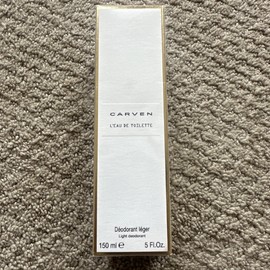 CARVEN
L'EAU DE TOILETTE
Déodorant léger
Light deodorant
150 ml ℮ 5 Fl.Oz.